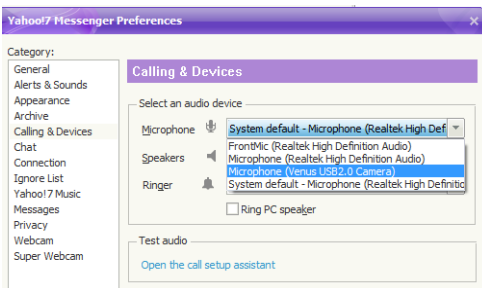 Yahoo!7 Messenger Preferences
Category:
General
Alerts & Sounds
Appearance
Archive
Calling & Devices
Chat
Connection
Ignore List
Yahoo!7 Music
Messages
Privacy
Webcam
Super Webcam
Calling & Devices
Select an audio device
Microphone
System default - Microphone (Realtek High Def
FrontMic (Realtek High Definition Audio)
Microphone (Realtek High Definition Audio)
Microphone (Venus USB2.0 Camera)
System default - Microphone (Realtek High Definitic
Speakers
Ringer
Ring PC speaker
Test audio
Open the call setup assistant